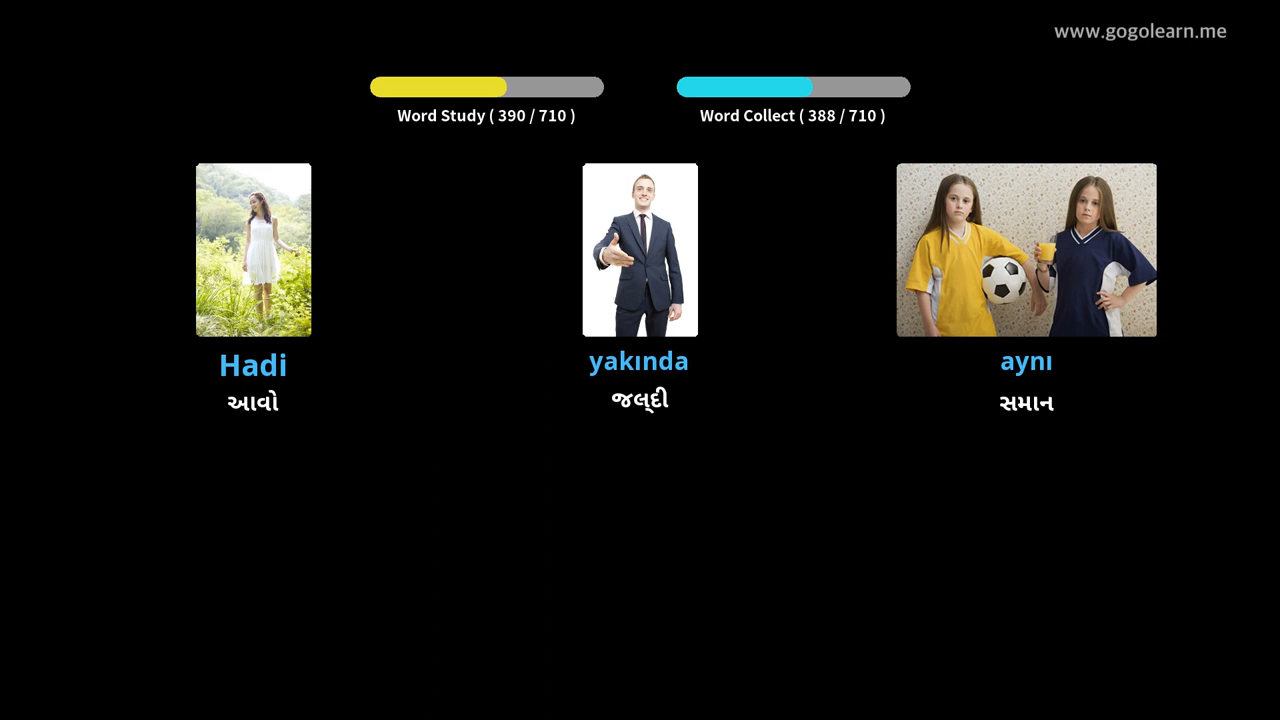 www.gogolearn.me
Word Study ( 390 / 710 )
Word Collect ( 388 / 710 )
Hadi
આવો
yakında
જલ્દી
aynı
સમાન